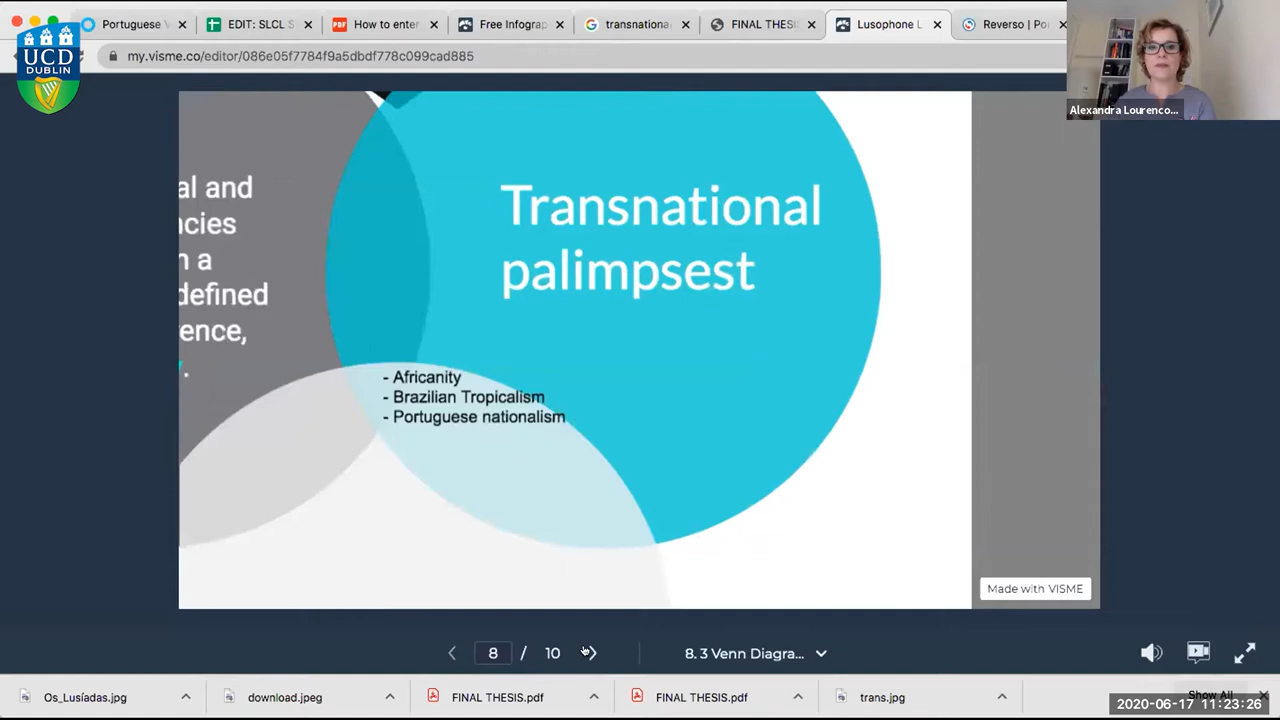 Portuguese V
EDIT: SLCL S
How to enter
Free Infograp
transnationa
FINAL THES
Lusophone L
Reverso | Po
my.visme.co/editor/086e05f7784f9a5dbdf778c099cad885
UCD
DUBLIN
Alexandra Lourenco...
al and
ncies
n a
defined
ence,
.
Transnational
palimpsest
- Africanity
- Brazilian Tropicalism
- Portuguese nationalism
Made with VISME
8 / 10
8. 3 Venn Diagra...
Os_Lusíadas.jpg
download.jpeg
FINAL THESIS.pdf
FINAL THESIS.pdf
trans.jpg
Show All
2020-06-17 11:23:26